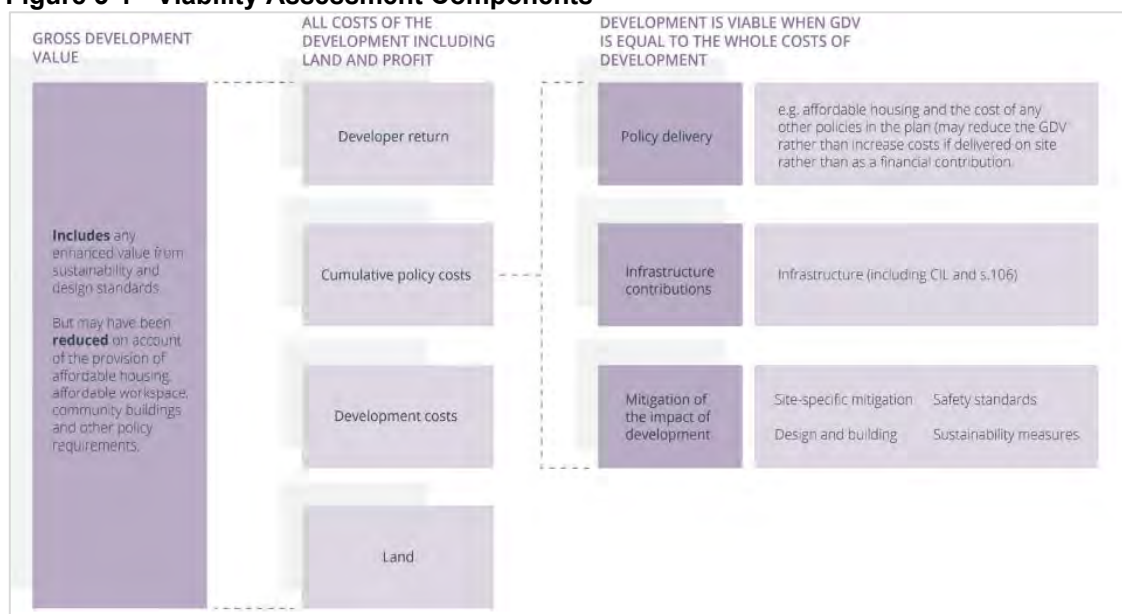 Figure 3-1 - Viability Assessment Components
GROSS DEVELOPMENT
VALUE
Includes any
enhanced value from
sustainability and
design standards.
But may have been
reduced on account
of the provision of
affordable housing,
affordable workspace,
community buildings
and other policy
requirements.
ALL COSTS OF THE
DEVELOPMENT INCLUDING
LAND AND PROFIT
Developer return
Cumulative policy costs
Development costs
Land
DEVELOPMENT IS VIABLE WHEN GDV
IS EQUAL TO THE WHOLE COSTS OF
DEVELOPMENT
Policy delivery
e.g. affordable housing and the cost of any
other policies in the plan (may reduce the GDV
rather than increase costs if delivered on site
rather than as a financial contribution.
Infrastructure
contributions
Infrastructure (including CIL and s.106)
Mitigation of
the impact of
development
Site-specific mitigation Safety standards
Design and building Sustainability measures